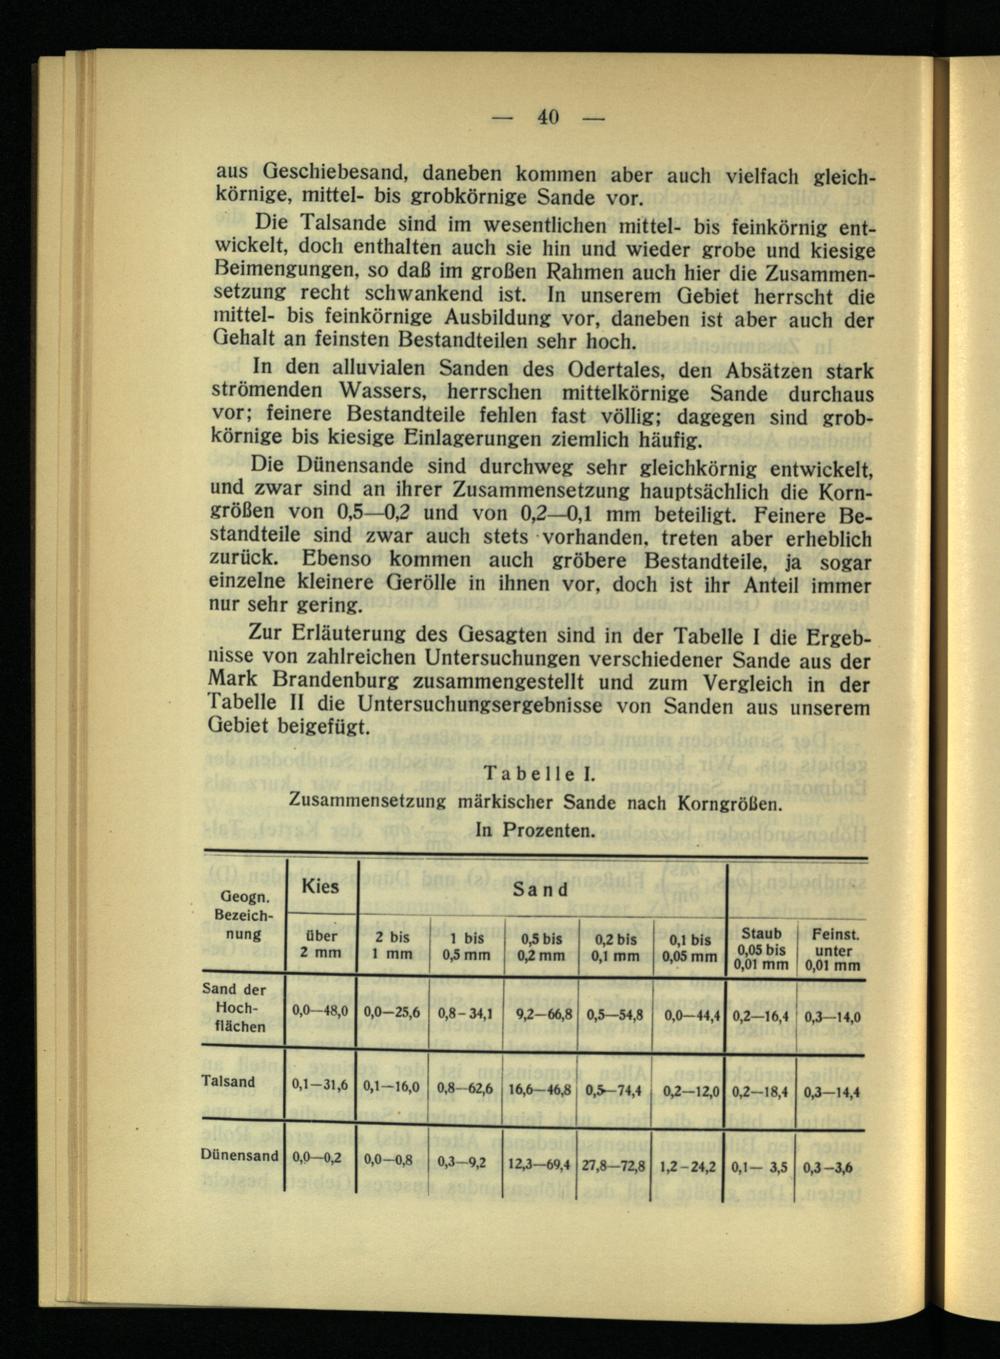 — 40 —
aus Geschiebesand, daneben kommen aber auch vielfach gleich-
körnige, mittel- bis grobkörnige Sande vor.
Die Talsande sind im wesentlichen mittel- bis feinkörnig ent-
wickelt, doch enthalten auch sie hin und wieder grobe und kiesige
Beimengungen, so daß im großen Rahmen auch hier die Zusammen-
setzung recht schwankend ist. In unserem Gebiet herrscht die
mittel- bis feinkörnige Ausbildung vor, daneben ist aber auch der
Gehalt an feinsten Bestandteilen sehr hoch.
In den alluvialen Sanden des Odertales, den Absätzen stark
strömenden Wassers, herrschen mittelkörnige Sande durchaus
vor; feinere Bestandteile fehlen fast völlig; dagegen sind grob-
körnige bis kiesige Einlagerungen ziemlich häufig.
Die Dünensande sind durchweg sehr gleichkörnig entwickelt,
und zwar sind an ihrer Zusammensetzung hauptsächlich die Korn-
größen von 0,5—0,2 und von 0,2—0,1 mm beteiligt. Feinere Be-
standteile sind zwar auch stets vorhanden, treten aber erheblich
zurück. Ebenso kommen auch gröbere Bestandteile, ja sogar
einzelne kleinere Gerölle in ihnen vor, doch ist ihr Anteil immer
nur sehr gering.
Zur Erläuterung des Gesagten sind in der Tabelle I die Ergeb-
nisse von zahlreichen Untersuchungen verschiedener Sande aus der
Mark Brandenburg zusammengestellt und zum Vergleich in der
Tabelle II die Untersuchungsergebnisse von Sanden aus unserem
Gebiet beigefügt.
Tabelle I.
Zusammensetzung märkischer Sande nach Korngrößen.
In Prozenten.
Geogn. Bezeich-nung | Kies | Sand
über 2 mm | 2 bis 1 mm | 1 bis 0,5 mm | 0,5 bis 0,2 mm | 0,2 bis 0,1 mm | 0,1 bis 0,05 mm | Staub 0,05 bis 0,01 mm | Feinst. unter 0,01 mm
Sand der Hoch-flächen | 0,0—48,0 | 0,0—25,6 | 0,8-34,1 | 9,2—66,8 | 0,5—54,8 | 0,0—44,4 | 0,2—16,4 | 0,3—14,0
Talsand | 0,1—31,6 | 0,1—16,0 | 0,8—62,6 | 16,6—46,8 | 0,5—74,4 | 0,2—12,0 | 0,2—18,4 | 0,3—14,4
Dünensand | 0,0—0,2 | 0,0—0,8 | 0,3—9,2 | 12,3—69,4 | 27,8—72,8 | 1,2-24,2 | 0,1— 3,5 | 0,3—3,6